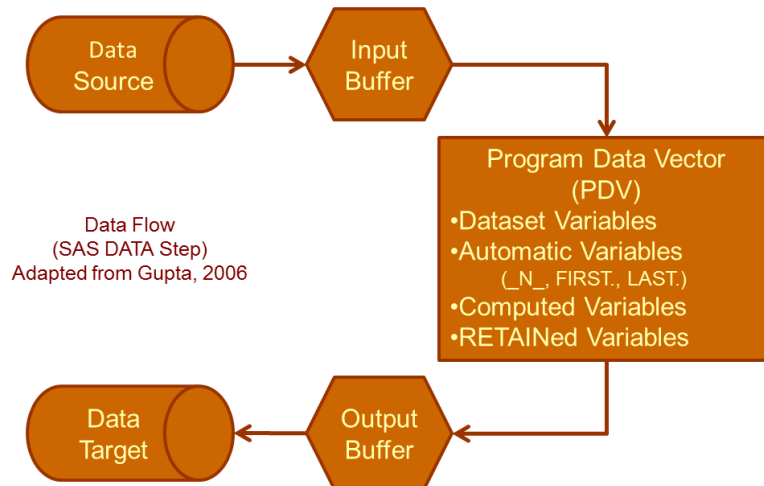 Data
Source
Input
Buffer
Program Data Vector
(PDV)
•Dataset Variables
•Automatic Variables
(_N_, FIRST., LAST.)
•Computed Variables
•RETAINed Variables
Data Flow
(SAS DATA Step)
Adapted from Gupta, 2006
Data
Target
Output
Buffer